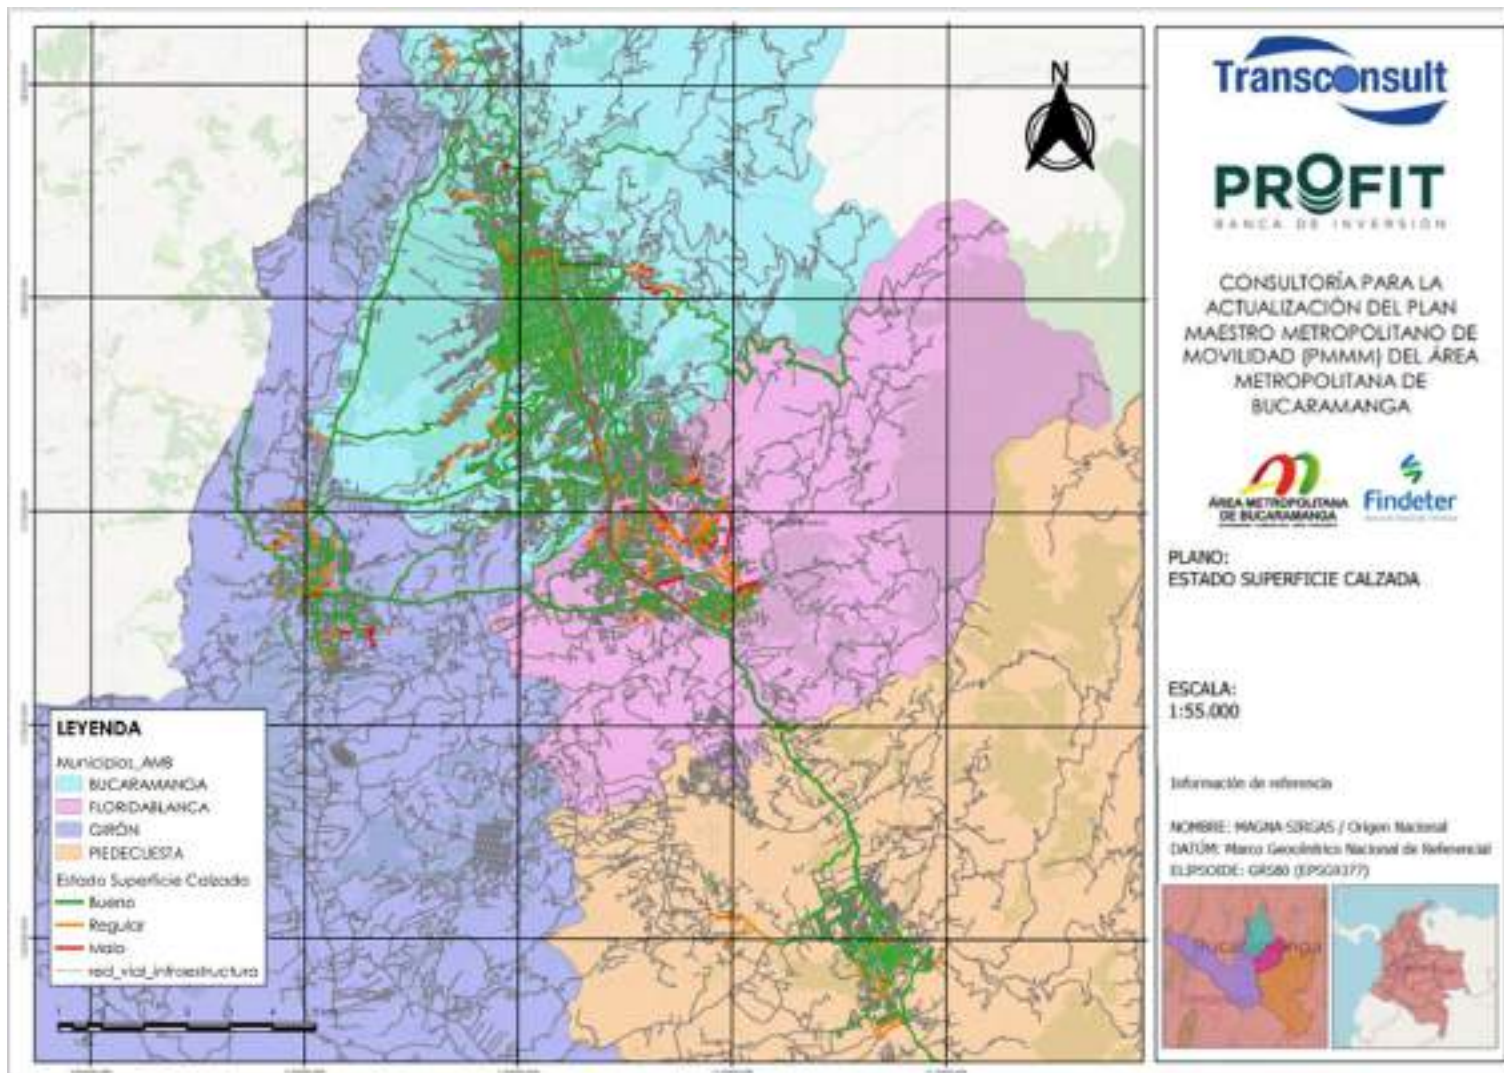 N
LEYENDA
Municipios_AMB
BUCARAMANGA
FLORIDABLANCA
GIRÓN
PIEDECUESTA
Estado Superficie Calzada
Bueno
Regular
Malo
red_vial_infraestructura
Transconsult
PROFIT
BANCA DE INVERSIÓN
CONSULTORÍA PARA LA
ACTUALIZACIÓN DEL PLAN
MAESTRO METROPOLITANO DE
MOVILIDAD (PMMM) DEL ÁREA
METROPOLITANA DE
BUCARAMANGA
ÁREA METROPOLITANA
DE BUCARAMANGA
Findeter
PLANO:
ESTADO SUPERFICIE CALZADA
ESCALA:
1:55.000
Información de referencia
NOMBRE: MAGNA-SIRGAS / Origen Nacional
DATÚM: Marco Geocéntrico Nacional de Referencial
ELIPSOIDE: GRS80 (EPSG9377)